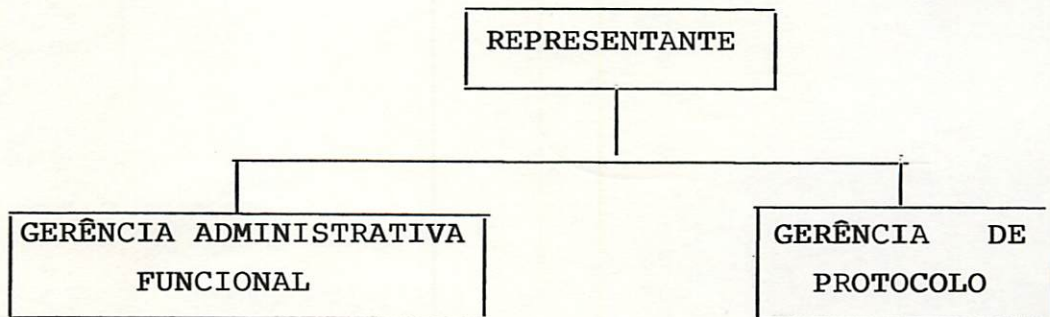 REPRESENTANTE
GERÊNCIA ADMINISTRATIVA
FUNCIONAL
GERÊNCIA DE
PROTOCOLO